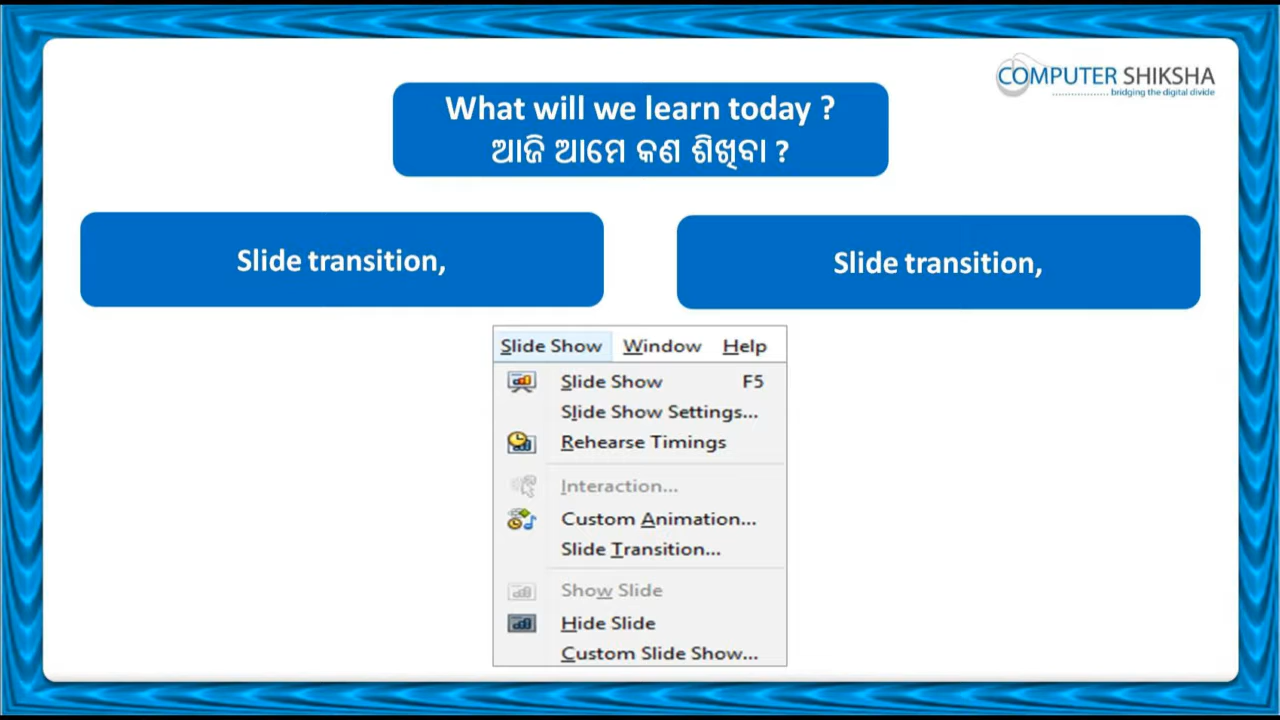 COMPUTER SHIKSHA
.................... bridging the digital divide
What will we learn today ?
ଆଜି ଆମେ କଣ ଶିଖିବା ?
Slide transition,
Slide transition,
Slide Show Window Help
Slide Show F5
Slide Show Settings...
Rehearse Timings
Interaction...
Custom Animation...
Slide Transition...
Show Slide
Hide Slide
Custom Slide Show...